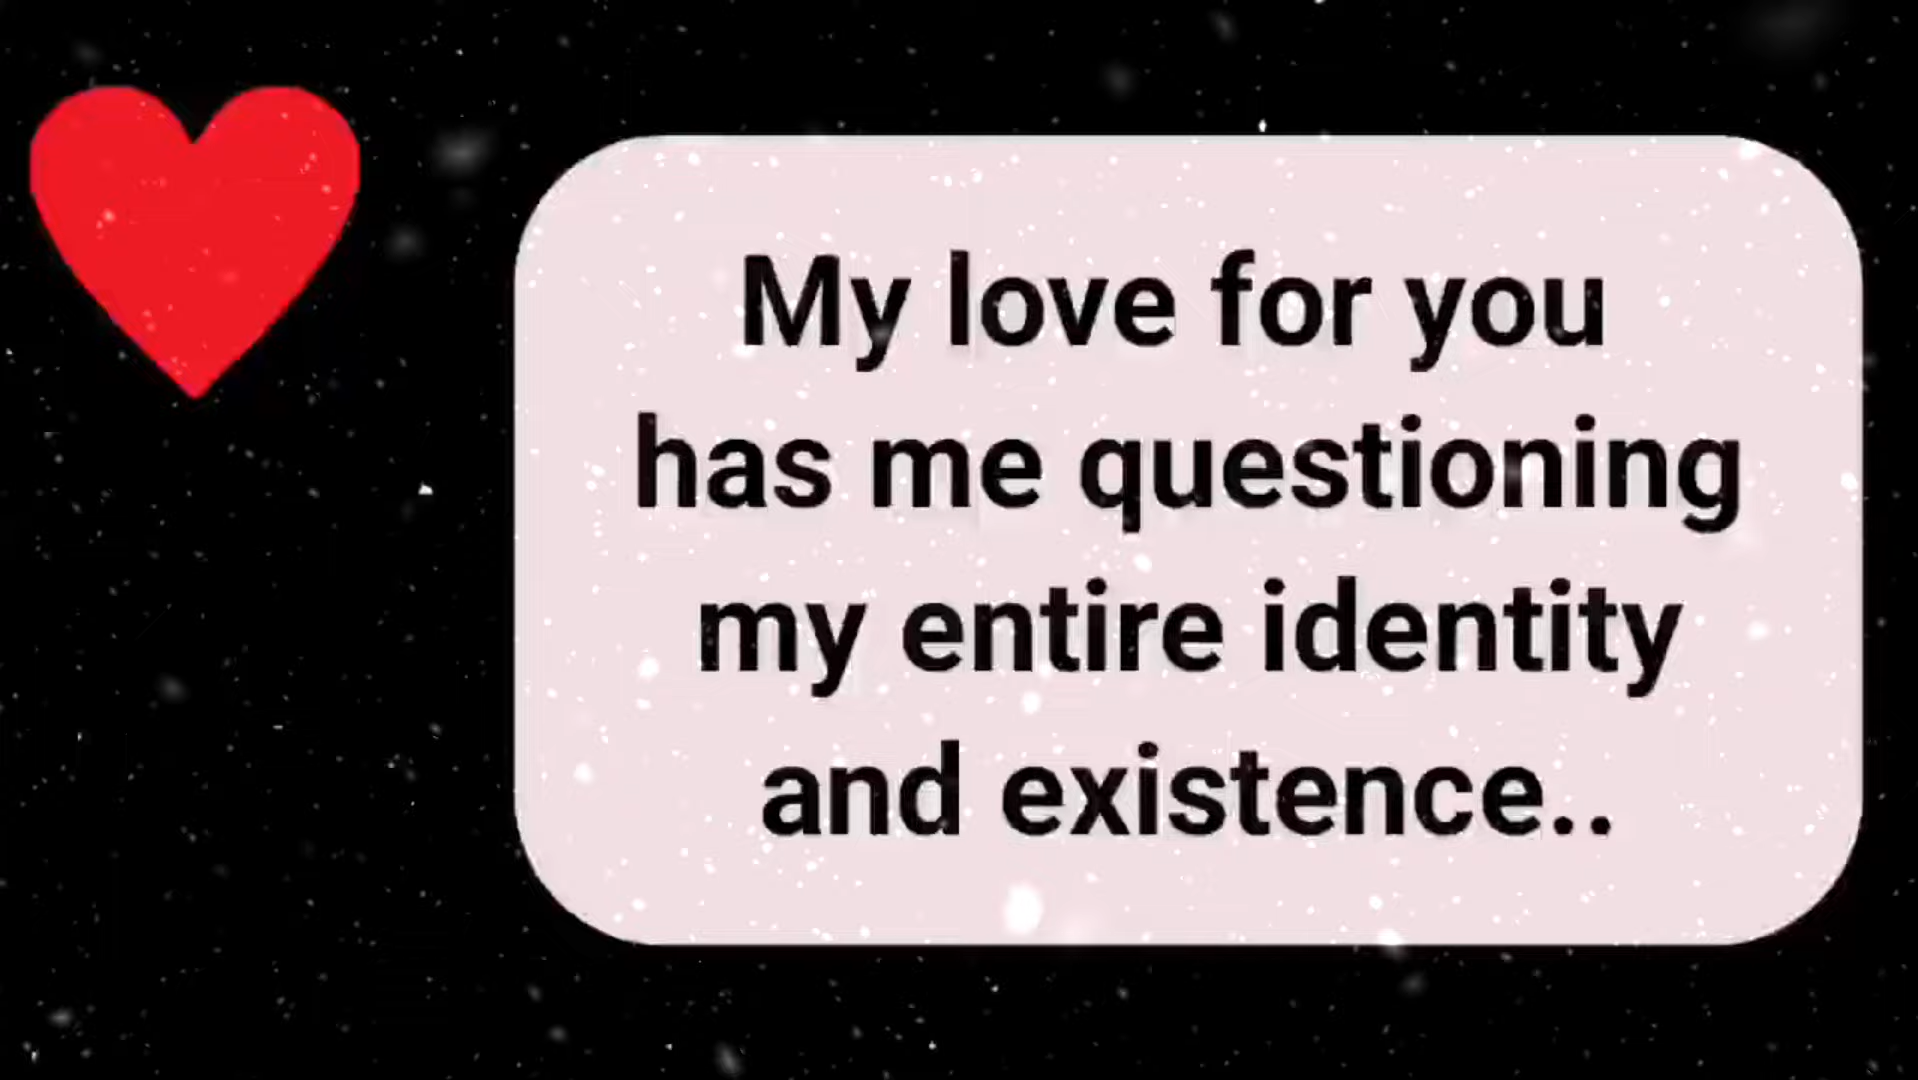 My love for you
has me questioning
my entire identity
and existence..